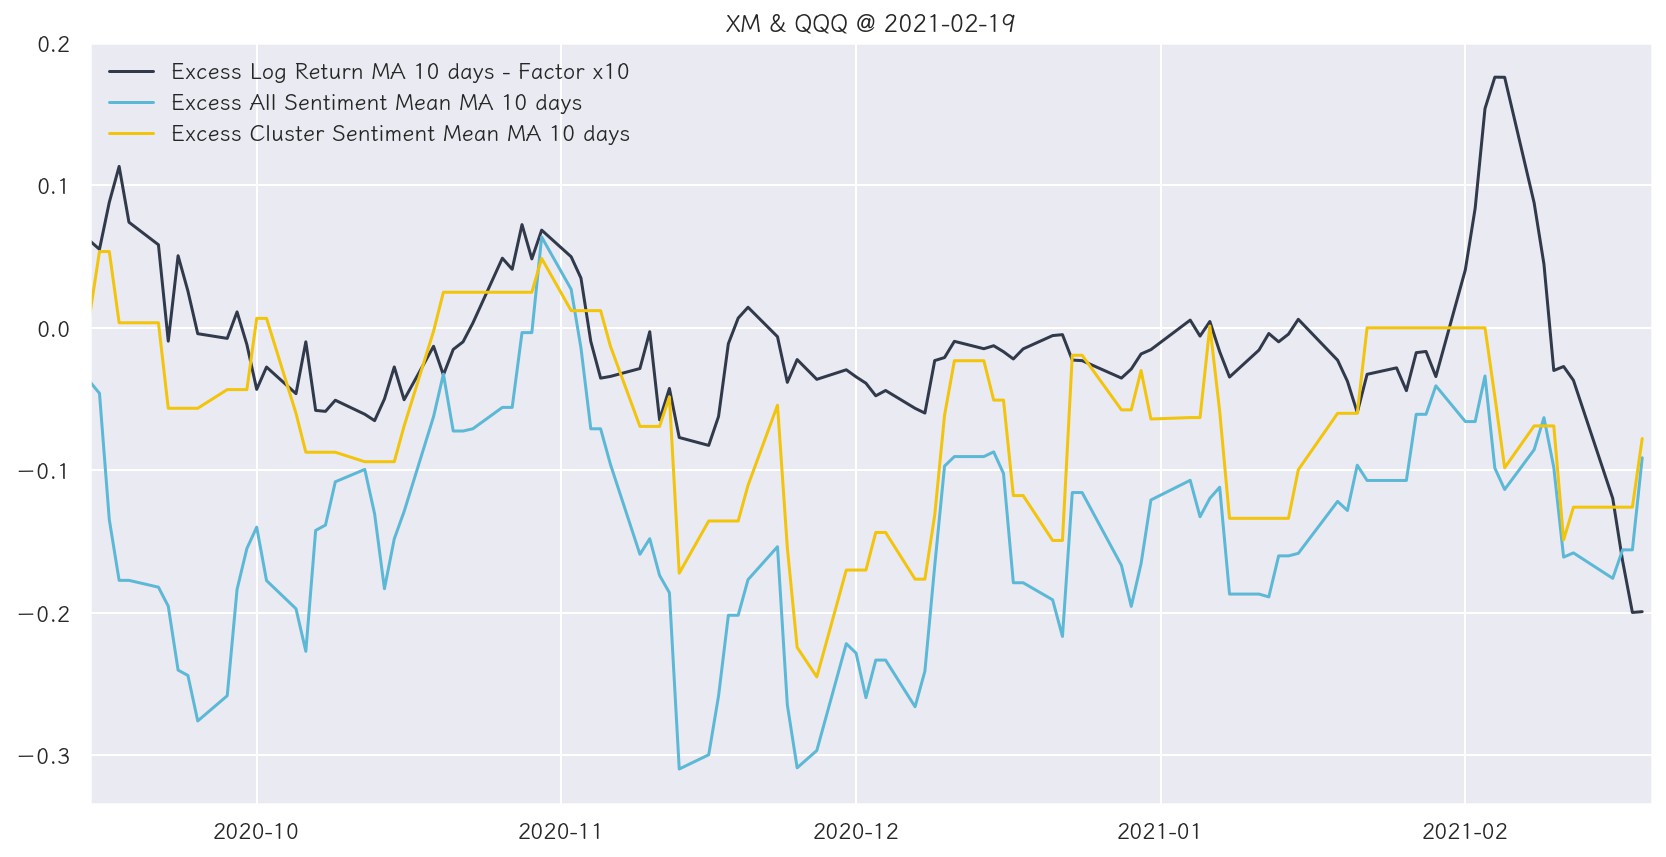 XM & QQQ @ 2021-02-19
0.2
Excess Log Return MA 10 days - Factor x10
Excess All Sentiment Mean MA 10 days
Excess Cluster Sentiment Mean MA 10 days
0.1
0.0
−0.1
−0.2
−0.3
2020-10 2020-11 2020-12 2021-01 2021-02